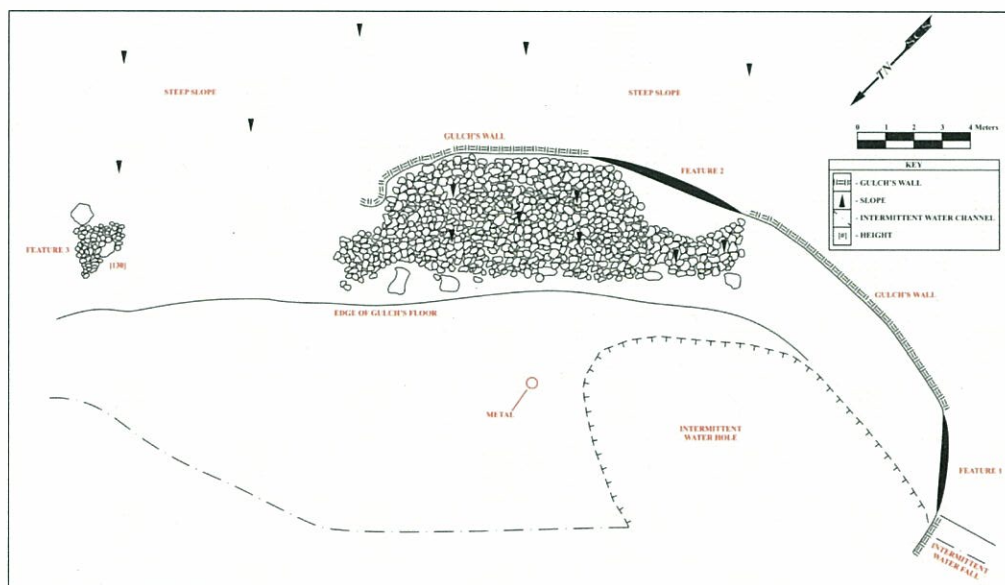 STEEP SLOPE
STEEP SLOPE
TN
0 1 2 3 4 Meters
KEY
- GULCH'S WALL
- SLOPE
- INTERMITTENT WATER CHANNEL
[#] - HEIGHT
GULCH'S WALL
FEATURE 2
FEATURE 3
[130]
GULCH'S WALL
EDGE OF GULCH'S FLOOR
METAL
INTERMITTENT
WATER HOLE
FEATURE 1
INTERMITTENT
WATER FALL